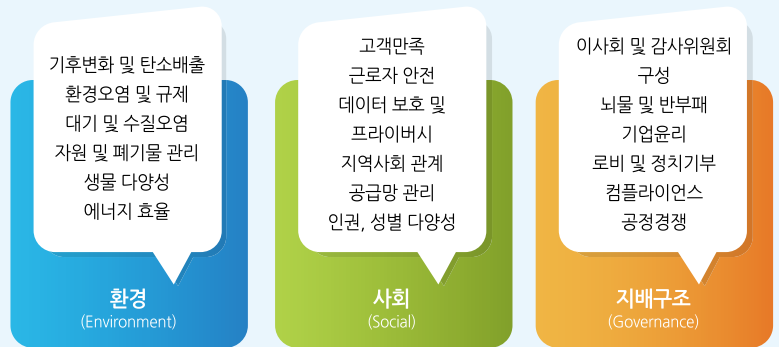 기후변화 및 탄소배출
환경오염 및 규제
대기 및 수질오염
자원 및 폐기물 관리
생물 다양성
에너지 효율
환경
(Environment)
고객만족
근로자 안전
데이터 보호 및
프라이버시
지역사회 관계
공급망 관리
인권, 성별 다양성
사회
(Social)
이사회 및 감사위원회
구성
뇌물 및 반부패
기업윤리
로비 및 정치기부
컴플라이언스
공정경쟁
지배구조
(Governance)